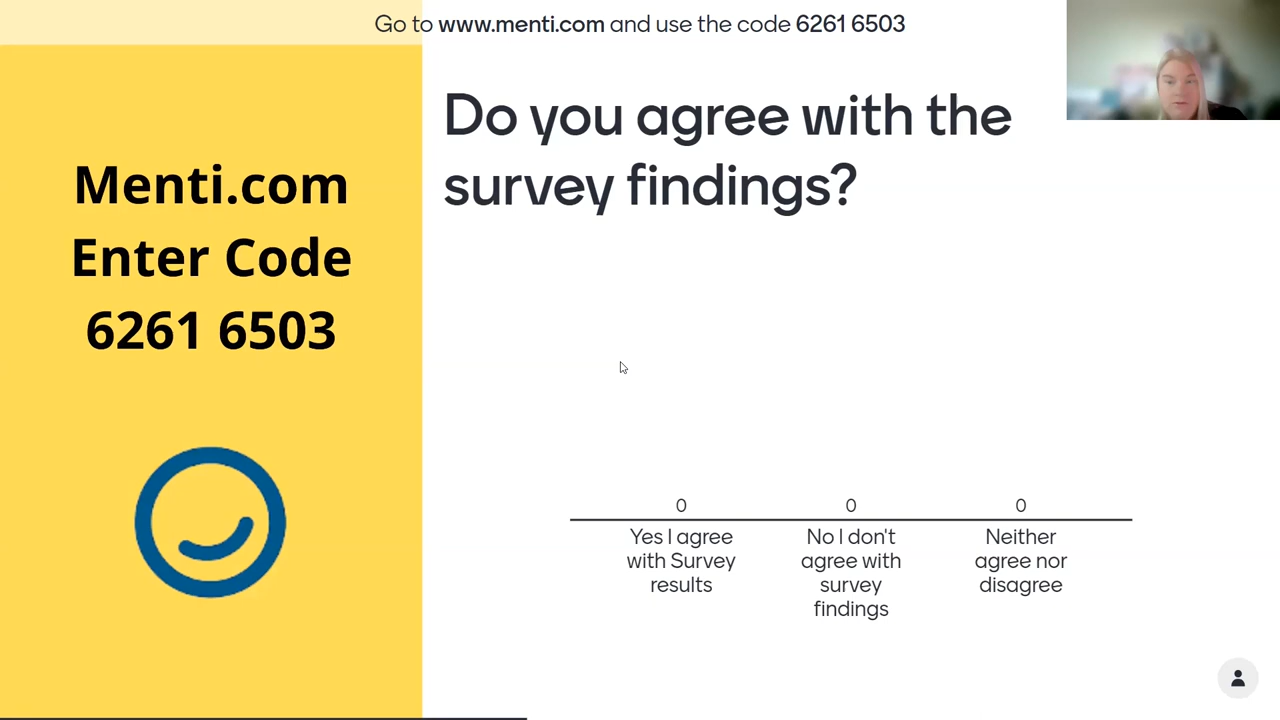 Go to www.menti.com and use the code 6261 6503
Menti.com
Enter Code
6261 6503
Do you agree with the
survey findings?
0
0
0
Yes I agree
with Survey
results
No I don't
agree with
survey
findings
Neither
agree nor
disagree